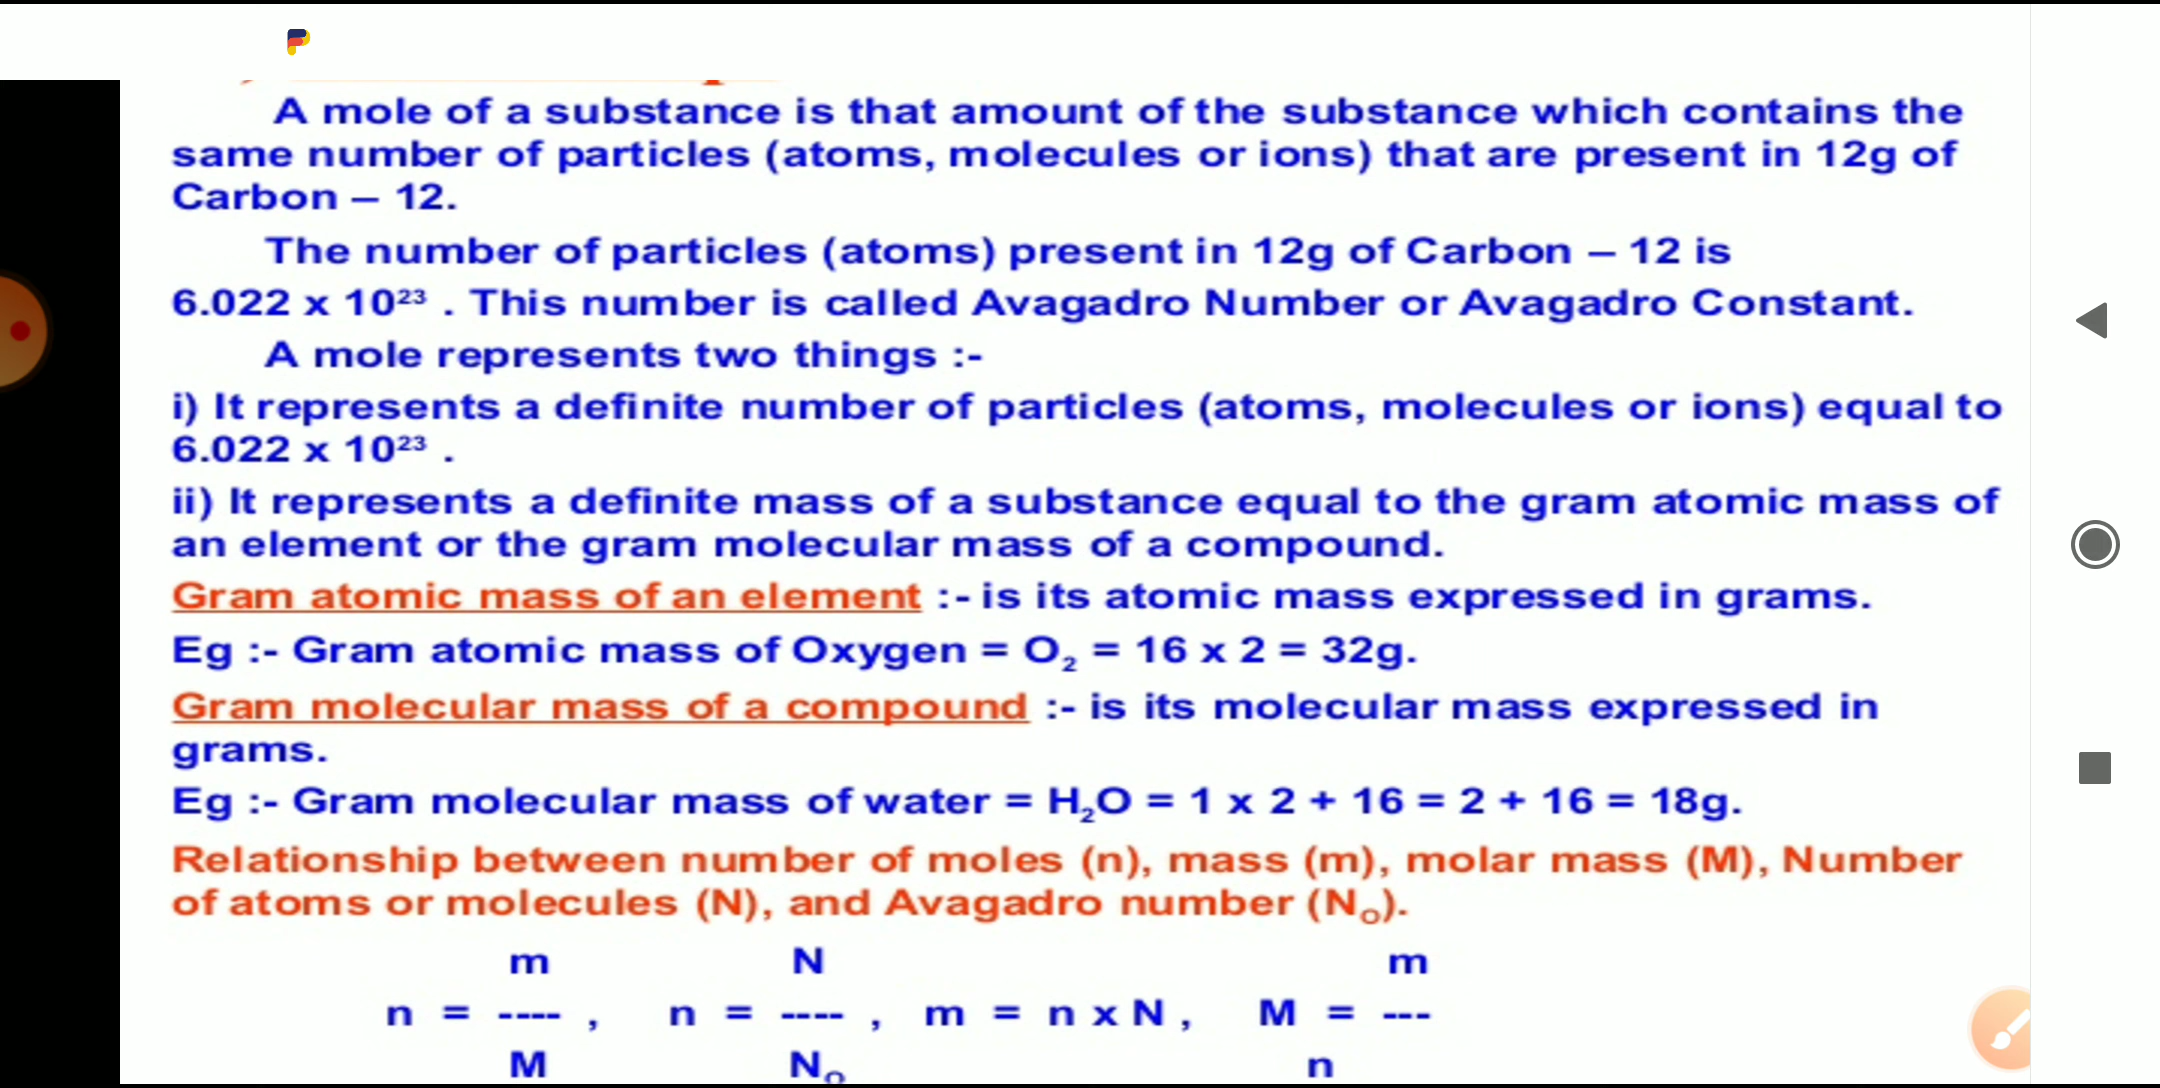 A mole of a substance is that amount of the substance which contains the
same number of particles (atoms, molecules or ions) that are present in 12g of
Carbon – 12.
The number of particles (atoms) present in 12g of Carbon – 12 is
6.022 x 10²³ . This number is called Avagadro Number or Avagadro Constant.
A mole represents two things :-
i) It represents a definite number of particles (atoms, molecules or ions) equal to
6.022 x 10²³ .
ii) It represents a definite mass of a substance equal to the gram atomic mass of
an element or the gram molecular mass of a compound.
Gram atomic mass of an element :- is its atomic mass expressed in grams.
Eg :- Gram atomic mass of Oxygen = O₂ = 16 x 2 = 32g.
Gram molecular mass of a compound :- is its molecular mass expressed in
grams.
Eg :- Gram molecular mass of water = H₂O = 1 x 2 + 16 = 2 + 16 = 18g.
Relationship between number of moles (n), mass (m), molar mass (M), Number
of atoms or molecules (N), and Avagadro number (Nₒ).
m N m
n = ---- , n = ---- , m = n x N , M = ---
M Nₒ n